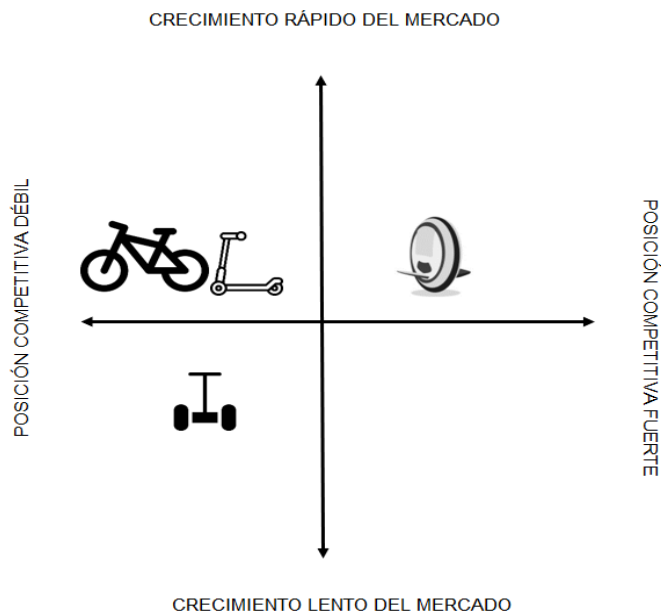 CRECIMIENTO RÁPIDO DEL MERCADO
POSICIÓN COMPETITIVA DÉBIL
POSICIÓN COMPETITIVA FUERTE
CRECIMIENTO LENTO DEL MERCADO